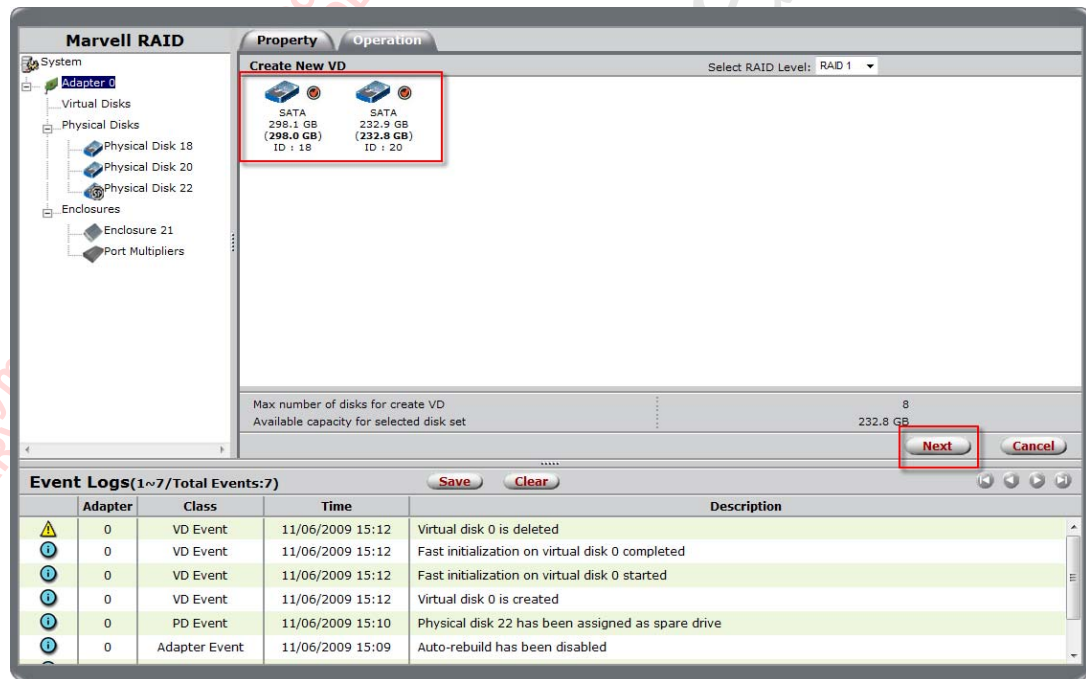 Marvell RAID
Property
Operation
System
Adapter 0
Virtual Disks
Physical Disks
Physical Disk 18
Physical Disk 20
Physical Disk 22
Enclosures
Enclosure 21
Port Multipliers
Create New VD
Select RAID Level: RAID 1
SATA
298.1 GB
(298.0 GB)
ID : 18
SATA
232.9 GB
(232.8 GB)
ID : 20
Max number of disks for create VD 8
Available capacity for selected disk set 232.8 GB
Next
Cancel
Event Logs(1~7/Total Events:7)
Save
Clear
Adapter Class Time Description
0 VD Event 11/06/2009 15:12 Virtual disk 0 is deleted
0 VD Event 11/06/2009 15:12 Fast initialization on virtual disk 0 completed
0 VD Event 11/06/2009 15:12 Fast initialization on virtual disk 0 started
0 VD Event 11/06/2009 15:12 Virtual disk 0 is created
0 PD Event 11/06/2009 15:10 Physical disk 22 has been assigned as spare drive
0 Adapter Event 11/06/2009 15:09 Auto-rebuild has been disabled